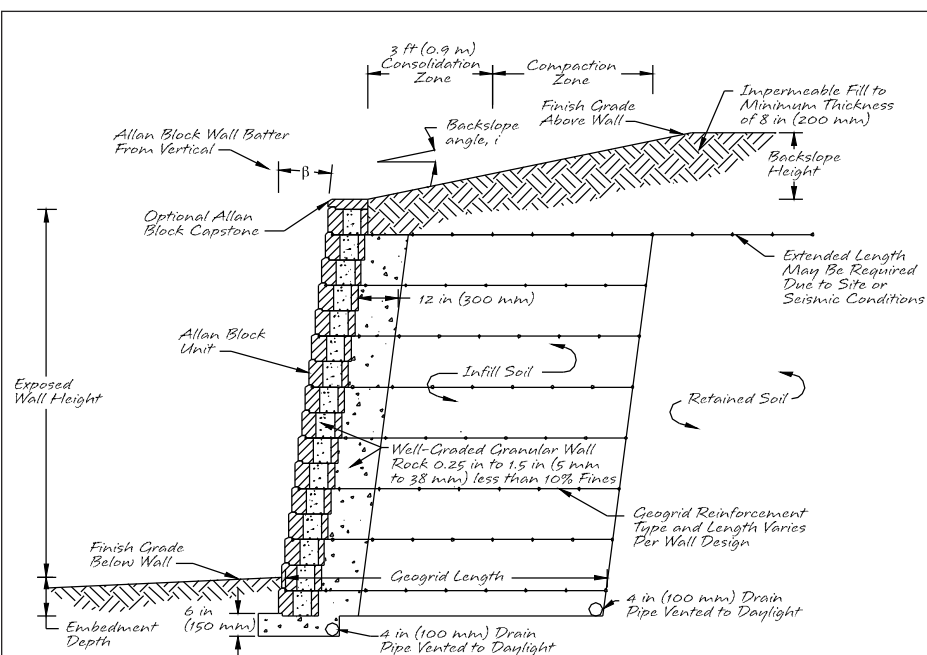 3 ft (0.9 m)
Consolidation
Zone
Compaction
Zone
Impermeable Fill to
Minimum Thickness
of 8 in (200 mm)
Finish Grade
Above Wall
Backslope
angle, i
Allan Block Wall Batter
From Vertical
β
Backslope
Height
Optional Allan
Block Capstone
Extended Length
May Be Required
Due to Site or
Seismic Conditions
12 in (300 mm)
Allan Block
Unit
Infill Soil
Exposed
Wall Height
Retained Soil
Well-Graded Granular Wall
Rock 0.25 in to 1.5 in (5 mm
to 38 mm) less than 10% Fines
Geogrid Reinforcement
Type and Length Varies
Per Wall Design
Finish Grade
Below Wall
Geogrid Length
6 in
(150 mm)
4 in (100 mm) Drain
Pipe Vented to Daylight
Embedment
Depth
4 in (100 mm) Drain
Pipe Vented to Daylight